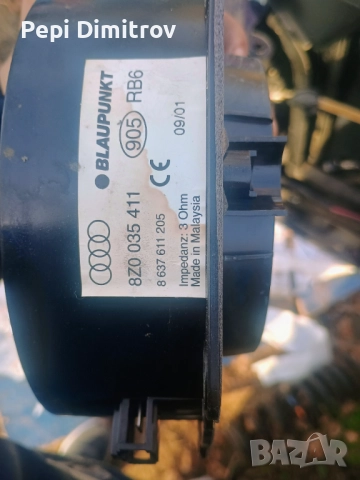 Pepi Dimitrov
BLAUPUNKT
905 RB6
09/01
8Z0 035 411
8 637 611 205
CE
Impedanz: 3 Ohm
Made in Malaysia
BAZAR